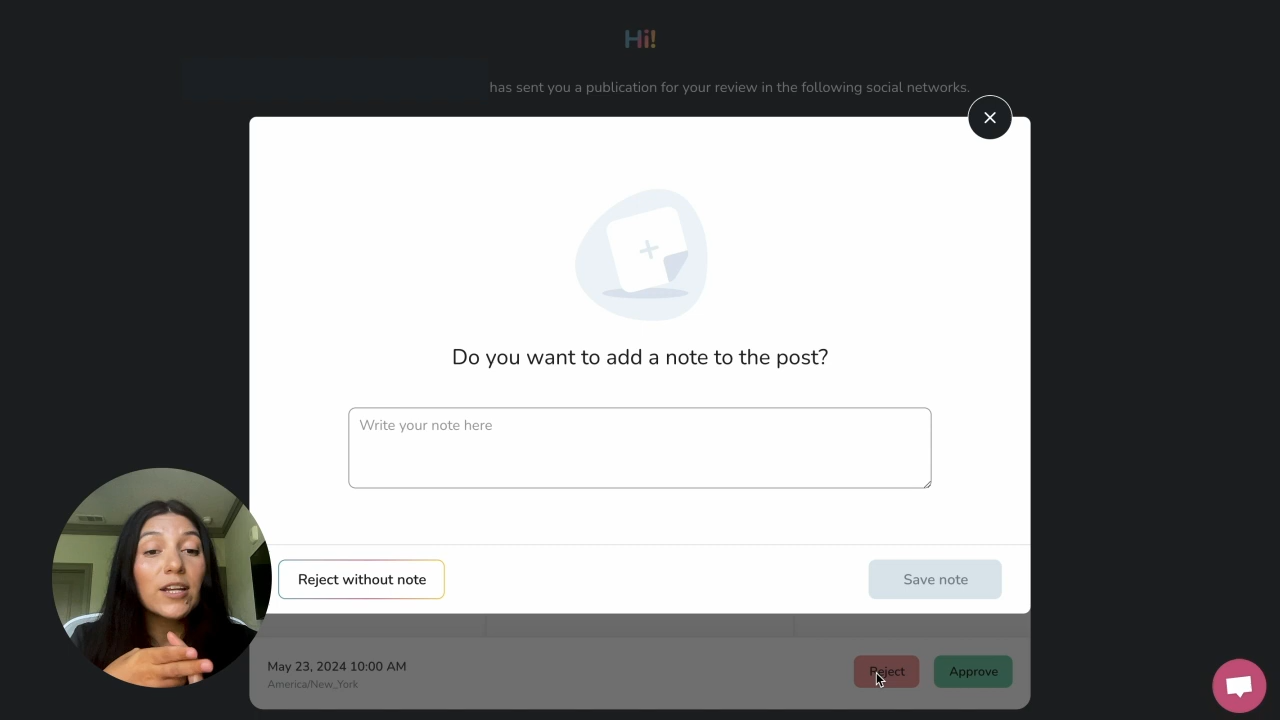 Hi!
has sent you a publication for your review in the following social networks.
Do you want to add a note to the post?
Write your note here
Reject without note
Save note
May 23, 2024 10:00 AM
America/New_York
Reject
Approve